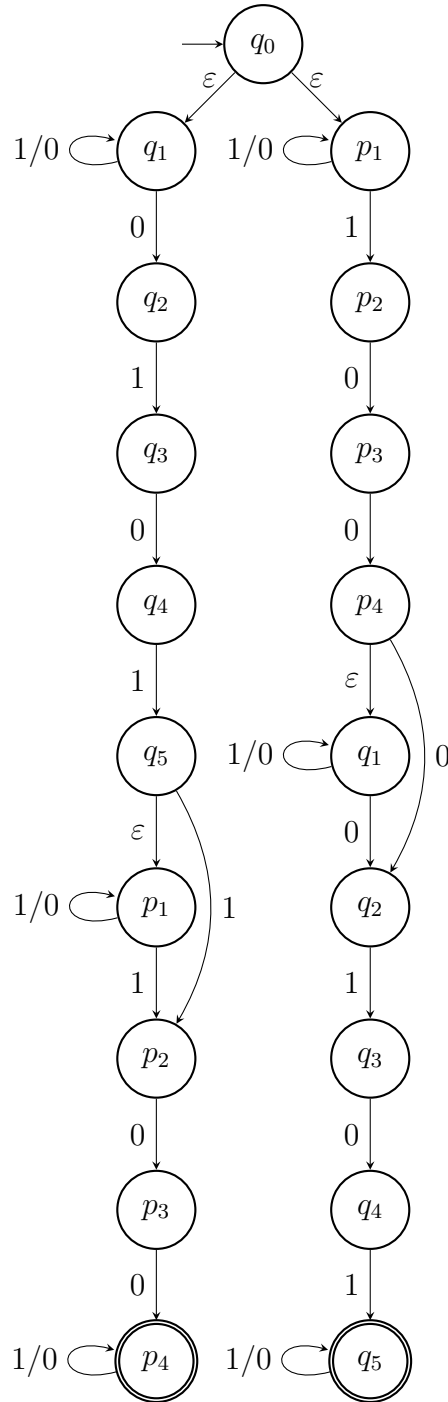 q₀
ε ε
1/0 q₁ 1/0 p₁
0 1
q₂ p₂
1 0
q₃ p₃
0 0
q₄ p₄
1 ε
q₅ 1/0 q₁ 0
ε 0
1/0 p₁ 1 q₂
1 1
p₂ q₃
0 0
p₃ q₄
0 1
1/0 p₄ 1/0 q₅